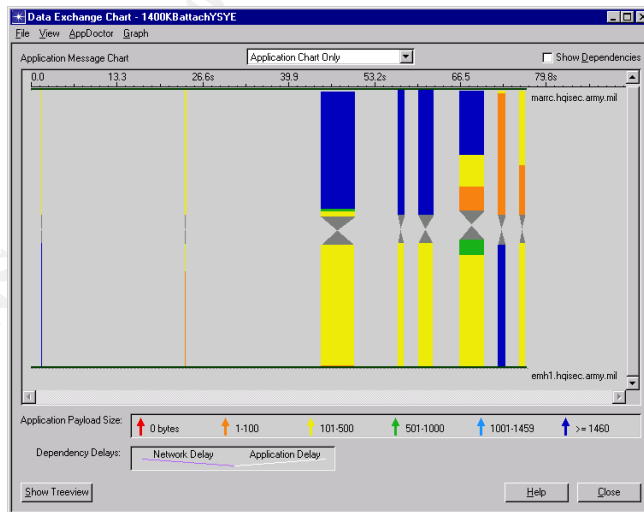 Data Exchange Chart - 1400KBattachYSYE
File View AppDoctor Graph
Application Message Chart Application Chart Only Show Dependencies
0.0 13.3 26.6s 39.9 53.2s 66.5 79.8s
marrc.hqisec.army.mil
emh1.hqisec.army.mil
Application Payload Size: 0 bytes 1-100 101-500 501-1000 1001-1459 >= 1460
Dependency Delays: Network Delay Application Delay
Show Treeview Help Close